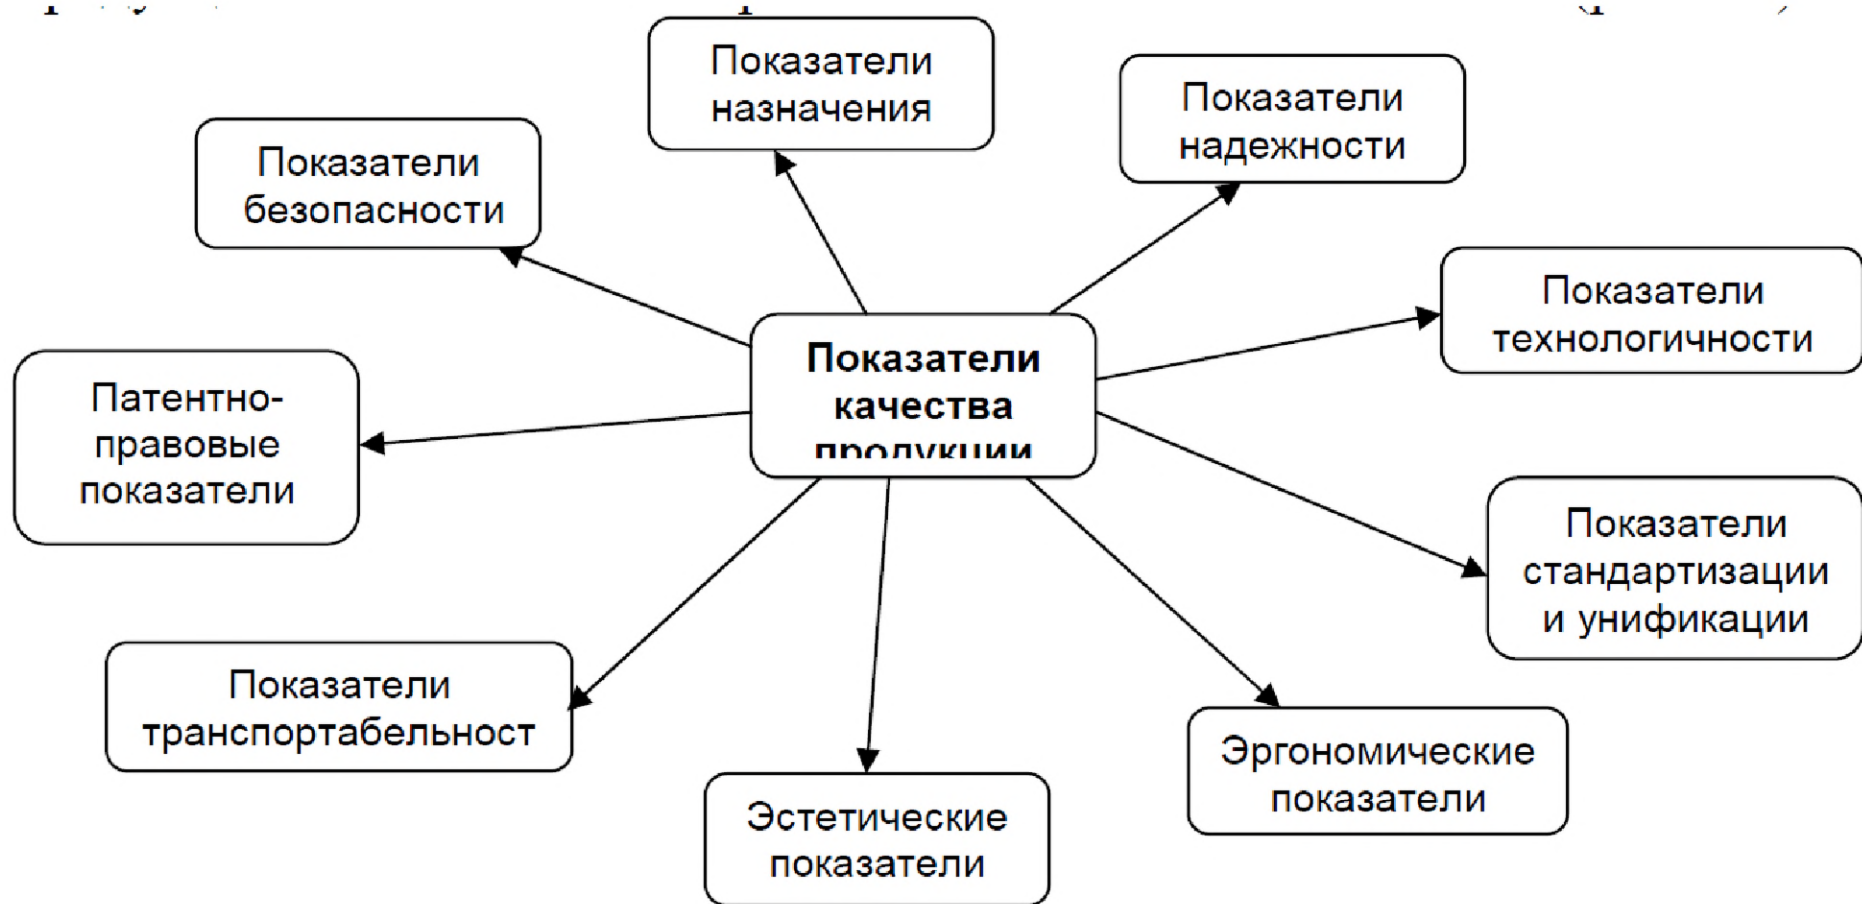 Показатели
назначения
Показатели
надежности
Показатели
безопасности
Показатели
технологичности
Показатели
качества
продукции
Патентно-
правовые
показатели
Показатели
стандартизации
и унификации
Показатели
транспортабельност
Эргономические
показатели
Эстетические
показатели